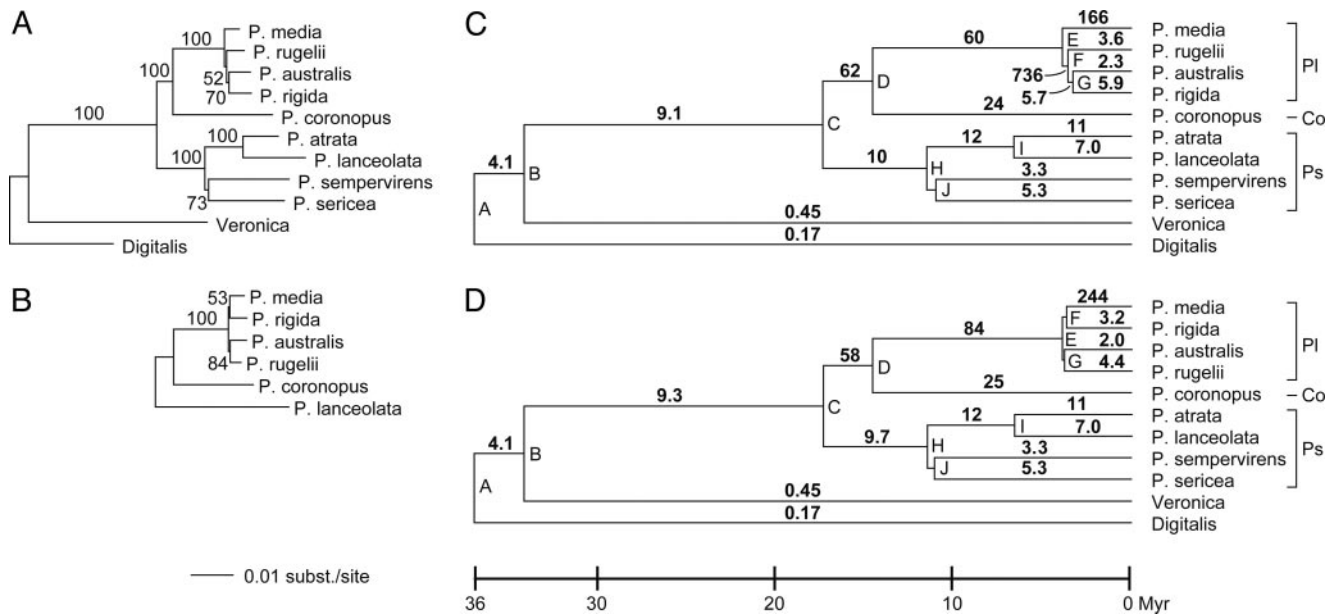 A
100
P. media
P. rugelii
100
52
P. australis
70
P. rigida
100
P. coronopus
100
P. atrata
100
P. lanceolata
P. sempervirens
73
P. sericea
Veronica
Digitalis
B
53
P. media
P. rigida
100
P. australis
84
P. rugelii
P. coronopus
P. lanceolata
0.01 subst./site
C
166
P. media
E 3.6
P. rugelii
60
F 2.3
P. australis
736
G 5.9
P. rigida
5.7
Pl
62
D
24
P. coronopus
Co
9.1
C
11
P. atrata
12
I 7.0
P. lanceolata
10
H
3.3
P. sempervirens
J
5.3
P. sericea
Ps
4.1
B
0.45
Veronica
A
0.17
Digitalis
D
244
P. media
F 3.2
P. rigida
84
E 2.0
P. australis
G 4.4
P. rugelii
Pl
58
D
25
P. coronopus
Co
9.3
C
11
P. atrata
12
I 7.0
P. lanceolata
9.7
H
3.3
P. sempervirens
J
5.3
P. sericea
Ps
4.1
B
0.45
Veronica
A
0.17
Digitalis
36 30 20 10 0 Myr